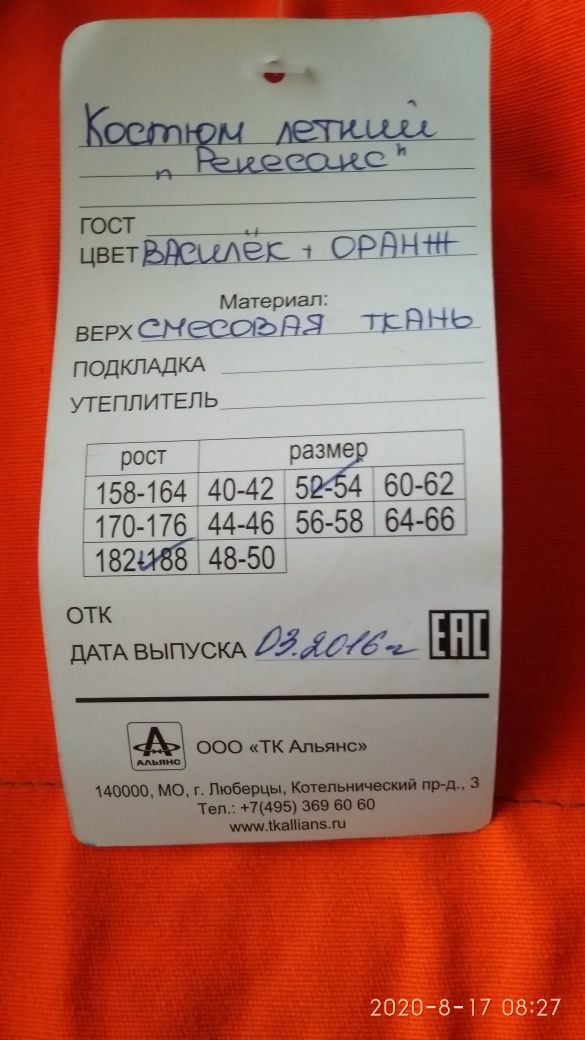 Костюм летний
„ Ренесанс"
ГОСТ
ЦВЕТ ВАСИЛЁК + ОРАНЖ
Материал:
ВЕРХ СМЕСОВАЯ ТКАНЬ
ПОДКЛАДКА
УТЕПЛИТЕЛЬ
рост размер
158-164 40-42 52-54 60-62
170-176 44-46 56-58 64-66
182-188 48-50
ОТК
ДАТА ВЫПУСКА 03.2016г
EAC
АЛЬЯНС
ООО «ТК Альянс»
140000, МО, г. Люберцы, Котельнический пр-д., 3
Тел.: +7(495) 369 60 60
www.tkallians.ru
2020-8-17 08:27